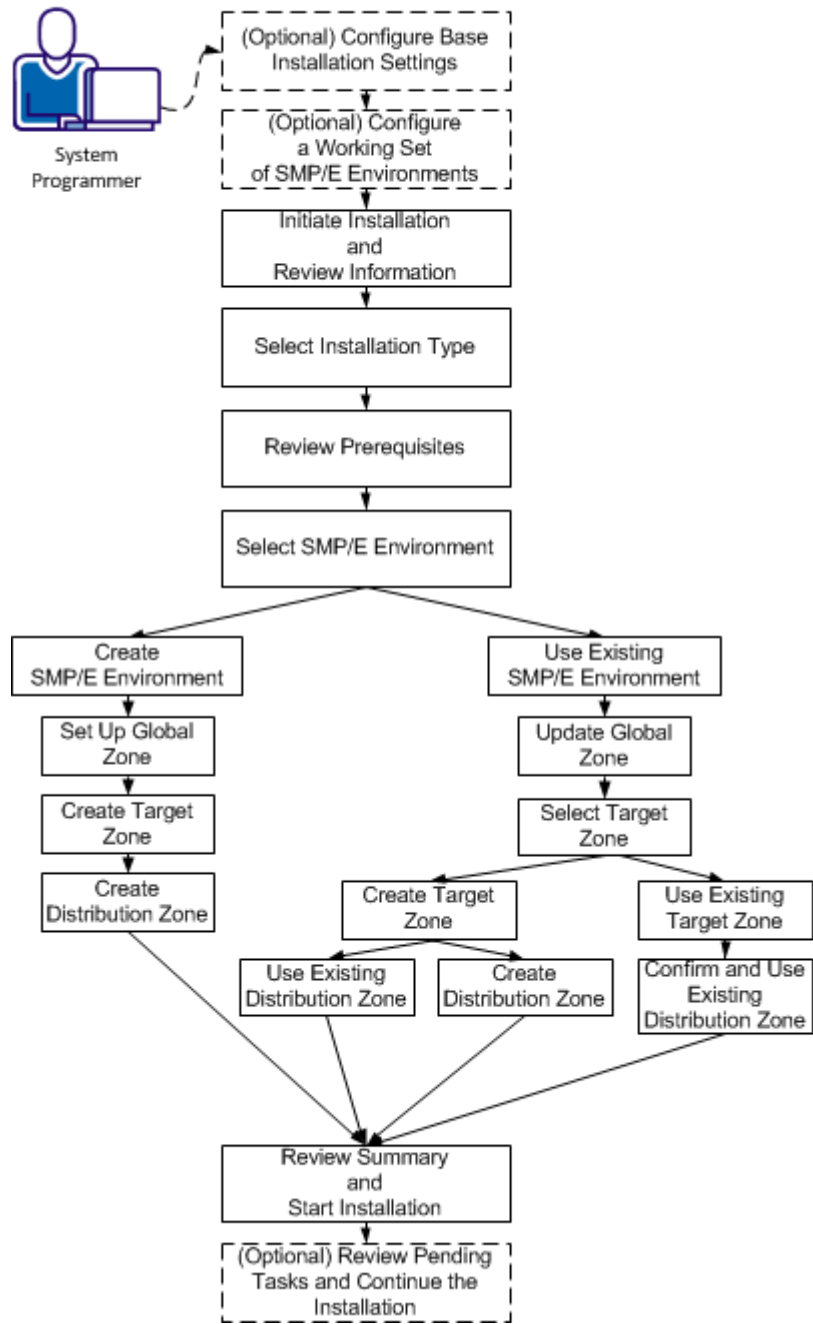 (Optional) Configure Base
Installation Settings
System
Programmer
(Optional) Configure
a Working Set
of SMP/E Environments
Initiate Installation
and
Review Information
Select Installation Type
Review Prerequisites
Select SMP/E Environment
Create
SMP/E Environment
Use Existing
SMP/E Environment
Set Up Global
Zone
Update Global
Zone
Create Target
Zone
Select Target
Zone
Create
Distribution Zone
Create Target
Zone
Use Existing
Target Zone
Use Existing
Distribution Zone
Create
Distribution Zone
Confirm and Use
Existing
Distribution Zone
Review Summary
and
Start Installation
(Optional) Review Pending
Tasks and Continue the
Installation